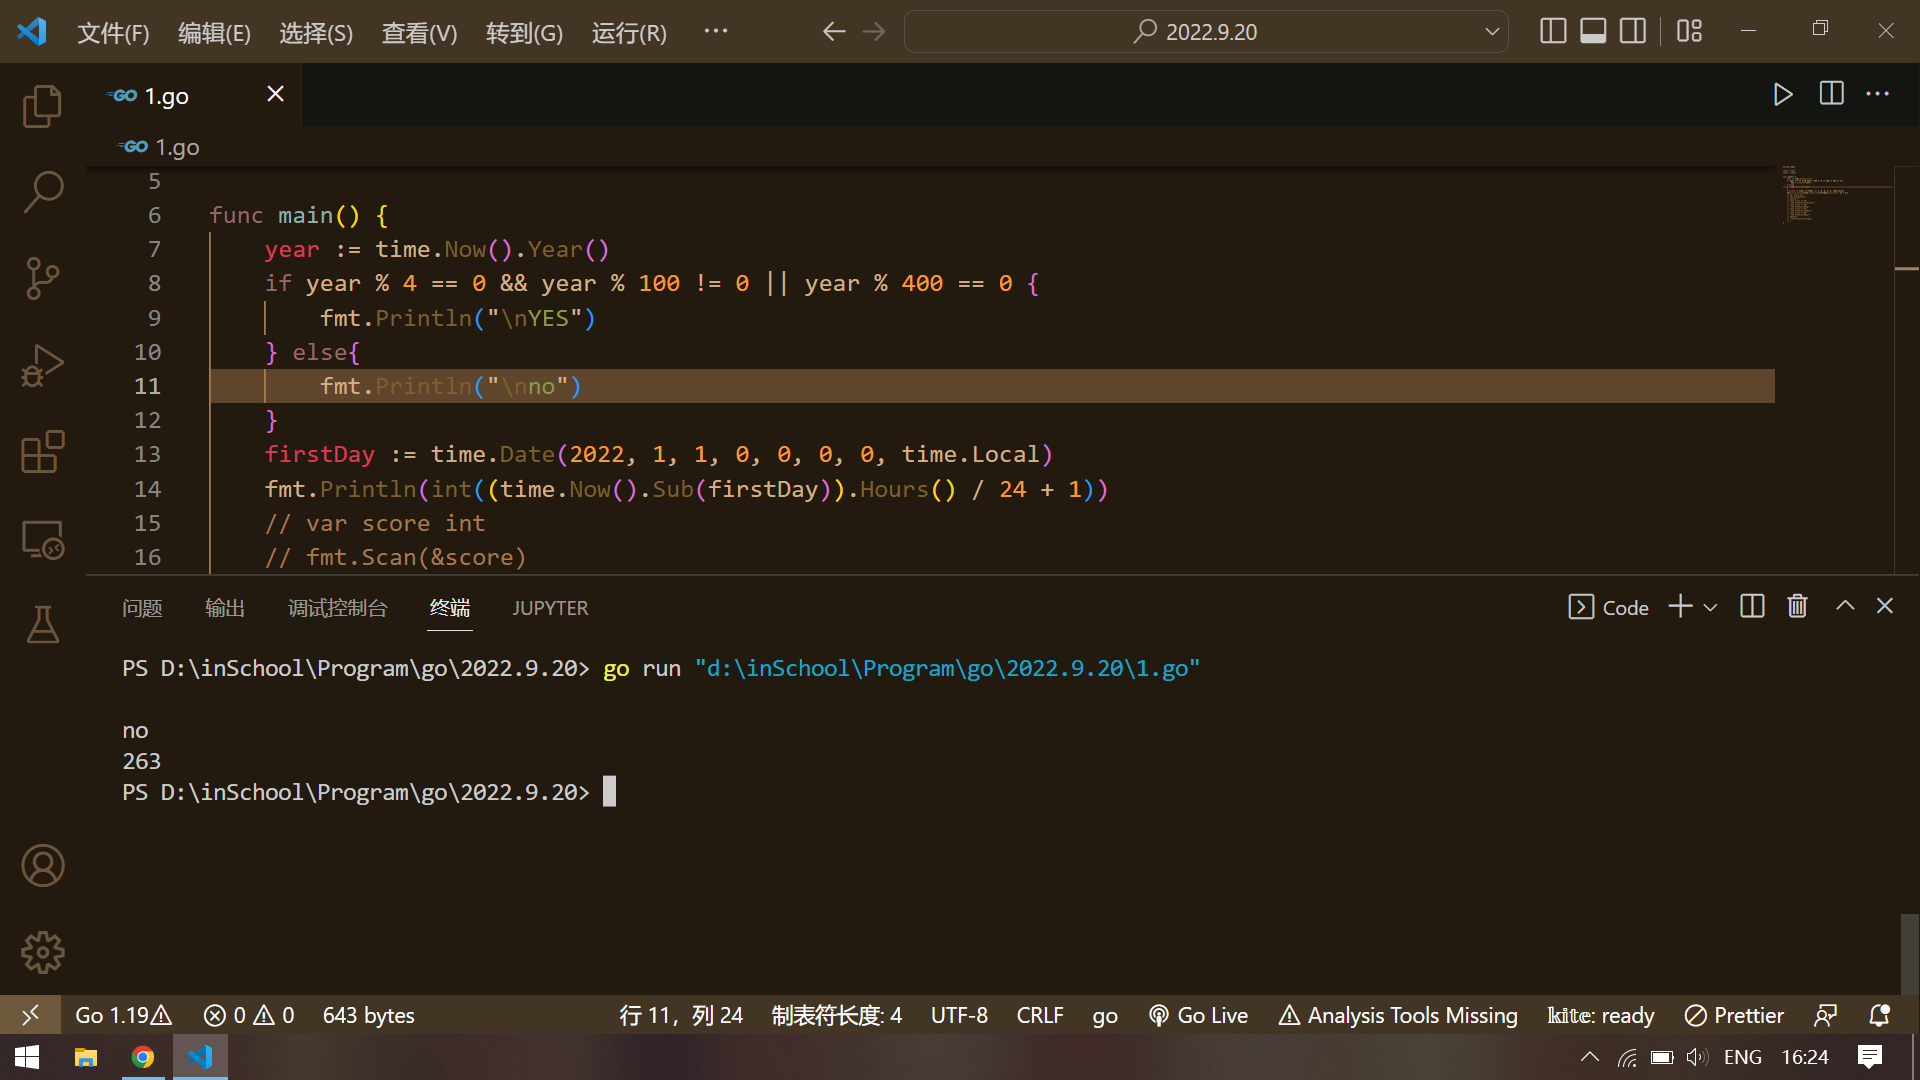 文件(F) 编辑(E) 选择(S) 查看(V) 转到(G) 运行(R) ··· 2022.9.20
GO 1.go
GO 1.go
5
6 func main() {
7 year := time.Now().Year()
8 if year % 4 == 0 && year % 100 != 0 || year % 400 == 0 {
9 fmt.Println("\nYES")
10 } else{
11 fmt.Println("\nno")
12 }
13 firstDay := time.Date(2022, 1, 1, 0, 0, 0, 0, time.Local)
14 fmt.Println(int((time.Now().Sub(firstDay)).Hours() / 24 + 1))
15 // var score int
16 // fmt.Scan(&score)
问题 输出 调试控制台 终端 JUPYTER Code
PS D:\inSchool\Program\go\2022.9.20> go run "d:\inSchool\Program\go\2022.9.20\1.go"
no
263
PS D:\inSchool\Program\go\2022.9.20>
Go 1.19 0 0 643 bytes 行 11，列 24 制表符长度: 4 UTF-8 CRLF go Go Live Analysis Tools Missing kite: ready Prettier
ENG 16:24